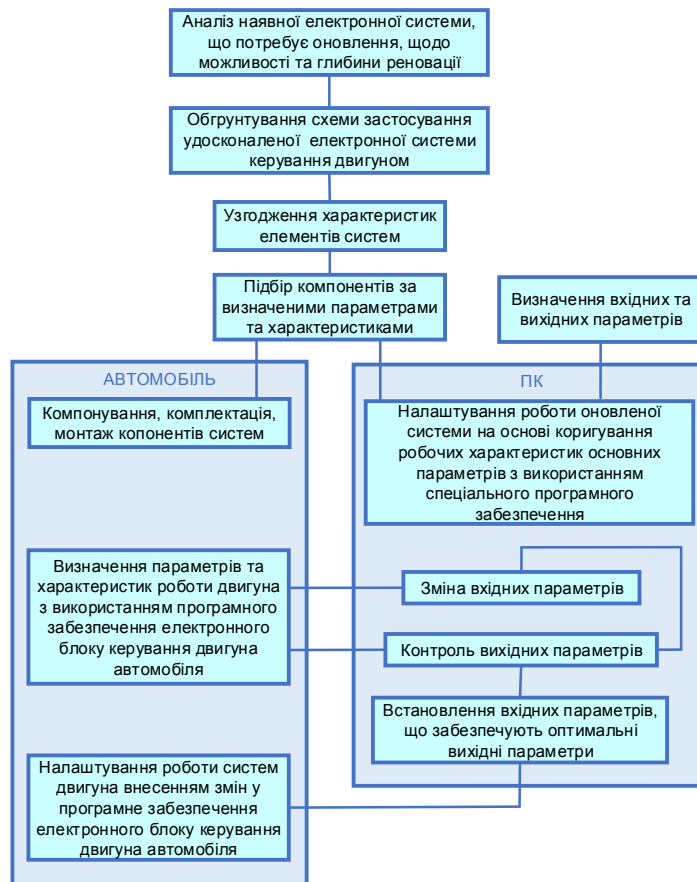 Аналіз наявної електронної системи,
що потребує оновлення, щодо
можливості та глибини реновації
Обгрунтування схеми застосування
удосконаленої електронної системи
керування двигуном
Узгодження характеристик
елементів систем
Підбір компонентів за
визначеними параметрами
та характеристиками
Визначення вхідних та
вихідних параметрів
АВТОМОБІЛЬ
Компонування, комплектація,
монтаж копонентів систем
Визначення параметрів та
характеристик роботи двигуна
з використанням програмного
забезпечення електронного
блоку керування двигуна
автомобіля
Налаштування роботи систем
двигуна внесенням змін у
програмне забезпечення
електронного блоку керування
двигуна автомобіля
ПК
Налаштування роботи оновленої
системи на основі коригування
робочих характеристик основних
параметрів з використанням
спеціального програмного
забезпечення
Зміна вхідних параметрів
Контроль вихідних параметрів
Встановлення вхідних параметрів,
що забезпечують оптимальні
вихідні параметри